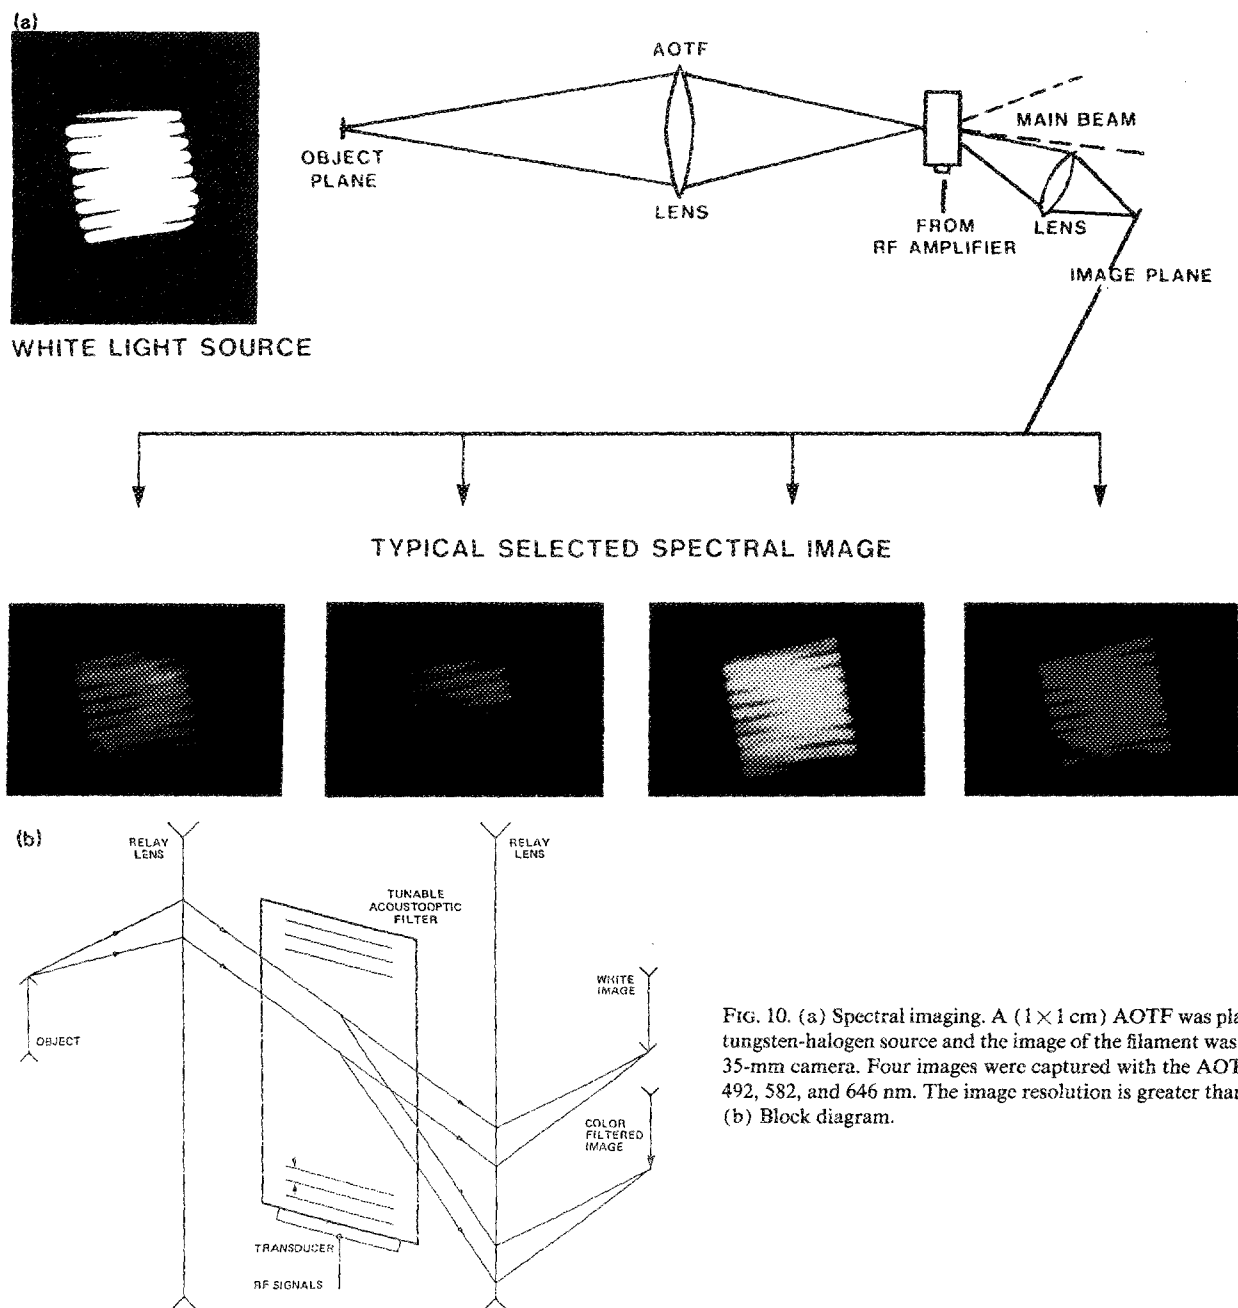 (a)
AOTF
MAIN BEAM
OBJECT
PLANE
LENS
FROM
RF AMPLIFIER
LENS
IMAGE PLANE
WHITE LIGHT SOURCE
TYPICAL SELECTED SPECTRAL IMAGE
(b)
RELAY
LENS
RELAY
LENS
TUNABLE
ACOUSTOOPTIC
FILTER
WHITE
IMAGE
OBJECT
COLOR
FILTERED
IMAGE
TRANSDUCER
RF SIGNALS
FIG. 10. (a) Spectral imaging. A (1 × 1 cm) AOTF was pla
tungsten-halogen source and the image of the filament was
35-mm camera. Four images were captured with the AOT
492, 582, and 646 nm. The image resolution is greater than
(b) Block diagram.